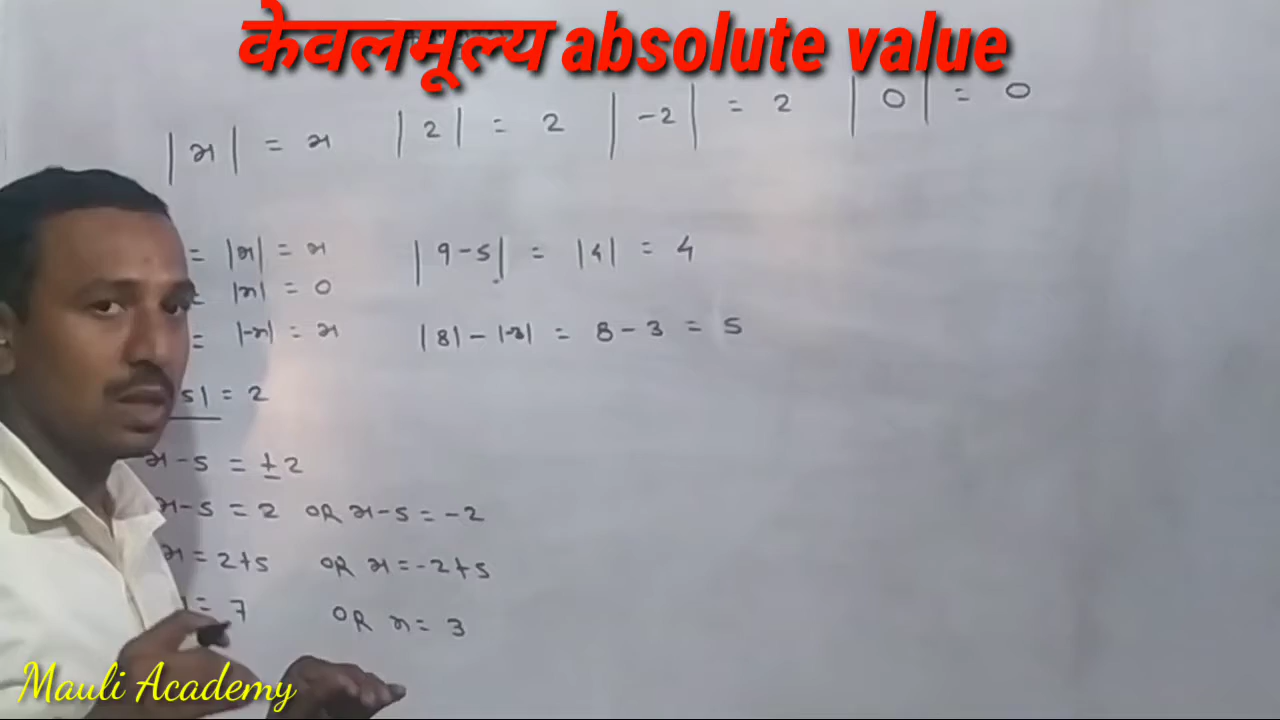 केवलमूल्य absolute value
|x| = x |2| = 2 |-2| = 2 |0| = 0
= |x| = x |9-5| = |4| = 4
= |x| = 0
= |-x| = x |8| - |-3| = 8 - 3 = 5
5| = 2
x - 5 = ±2
x - 5 = 2 OR x - 5 = -2
x = 2+5 OR x = -2+5
= 7 OR x = 3
Mauli Academy